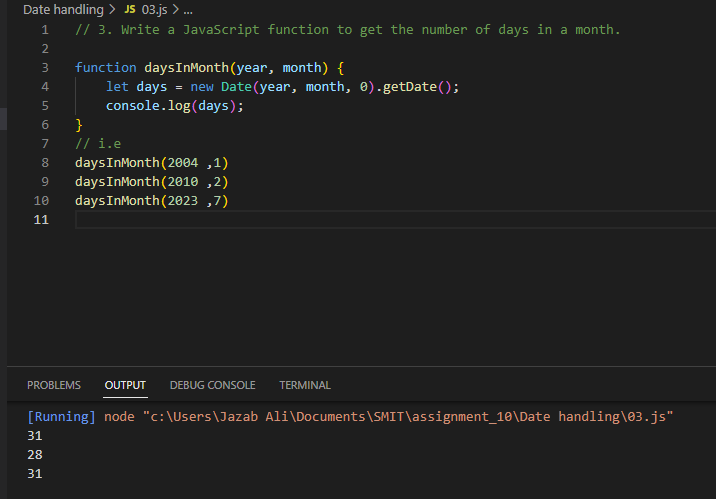 Date handling > JS 03.js > ...
1 // 3. Write a JavaScript function to get the number of days in a month.
2
3 function daysInMonth(year, month) {
4 let days = new Date(year, month, 0).getDate();
5 console.log(days);
6 }
7 // i.e
8 daysInMonth(2004 ,1)
9 daysInMonth(2010 ,2)
10 daysInMonth(2023 ,7)
11
PROBLEMS OUTPUT DEBUG CONSOLE TERMINAL
[Running] node "c:\Users\Jazab Ali\Documents\SMIT\assignment_10\Date handling\03.js"
31
28
31